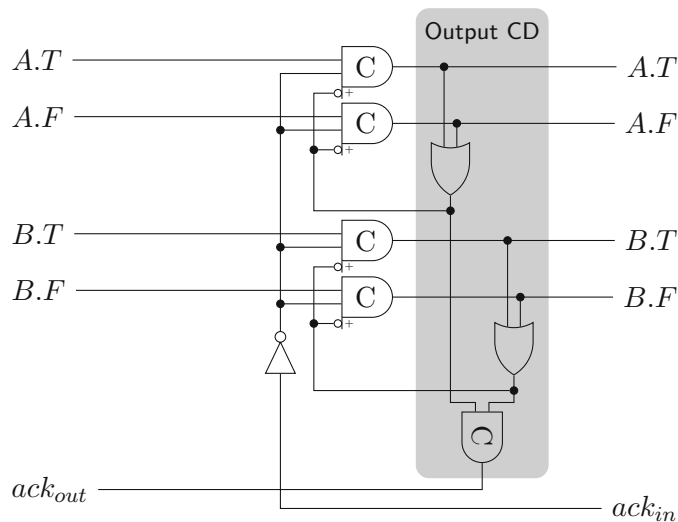 Output CD
A.T C A.T
+
A.F C A.F
+
B.T C B.T
+
B.F C B.F
+
C
ack_out
ack_in